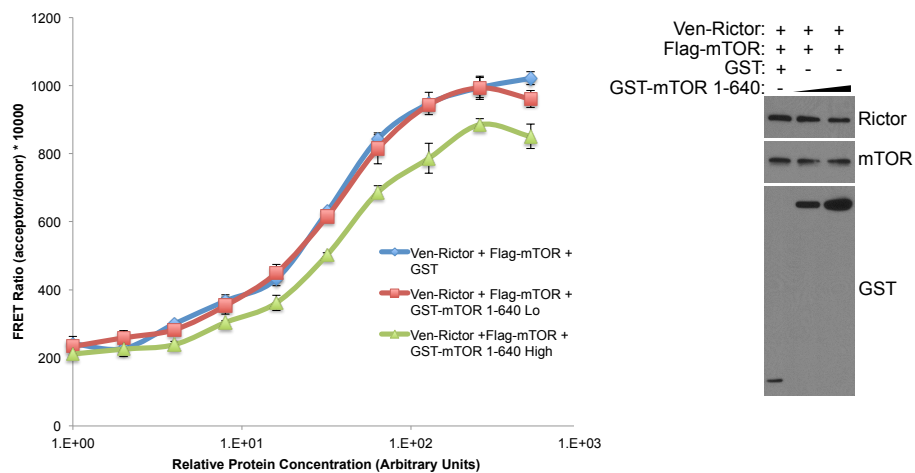 1200
1000
800
600
400
200
0
FRET Ratio (acceptor/donor) * 10000
1.E+00 1.E+01 1.E+02 1.E+03
Relative Protein Concentration (Arbitrary Units)
Ven-Rictor + Flag-mTOR +
GST
Ven-Rictor + Flag-mTOR +
GST-mTOR 1-640 Lo
Ven-Rictor +Flag-mTOR +
GST-mTOR 1-640 High
Ven-Rictor: + + +
Flag-mTOR: + + +
GST: + - -
GST-mTOR 1-640: -
Rictor
mTOR
GST